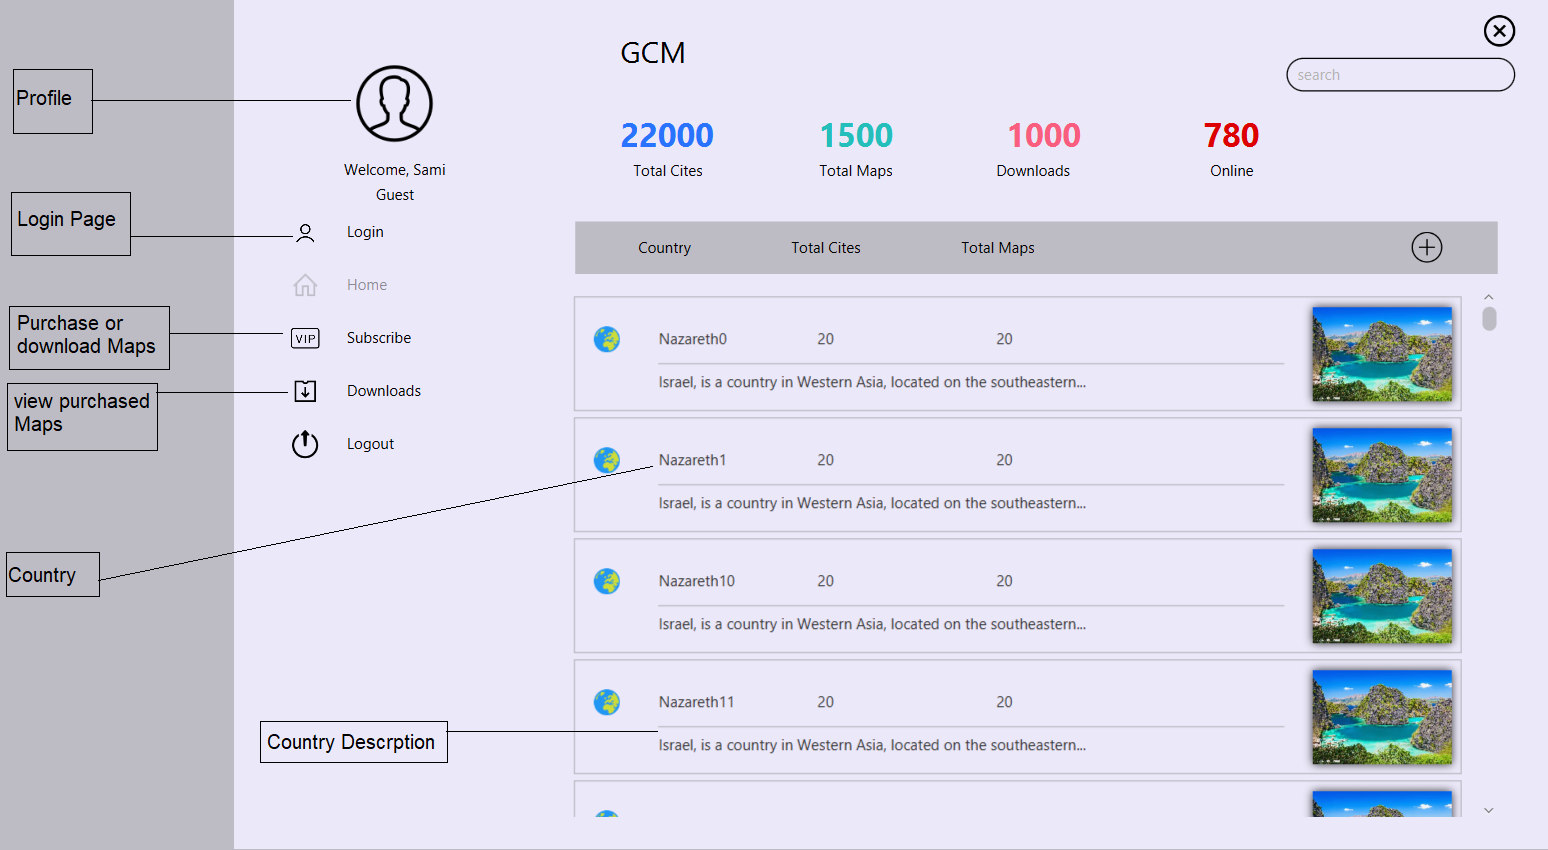 GCM
search
Profile
22000 1500 1000 780
Total Cites Total Maps Downloads Online
Welcome, Sami
Guest
Login Page
Login
Home
Purchase or
download Maps
VIP Subscribe
view purchased
Maps
Downloads
Logout
Country
Country Descrption
Country Total Cites Total Maps
Nazareth0 20 20
Israel, is a country in Western Asia, located on the southeastern...
Nazareth1 20 20
Israel, is a country in Western Asia, located on the southeastern...
Nazareth10 20 20
Israel, is a country in Western Asia, located on the southeastern...
Nazareth11 20 20
Israel, is a country in Western Asia, located on the southeastern...